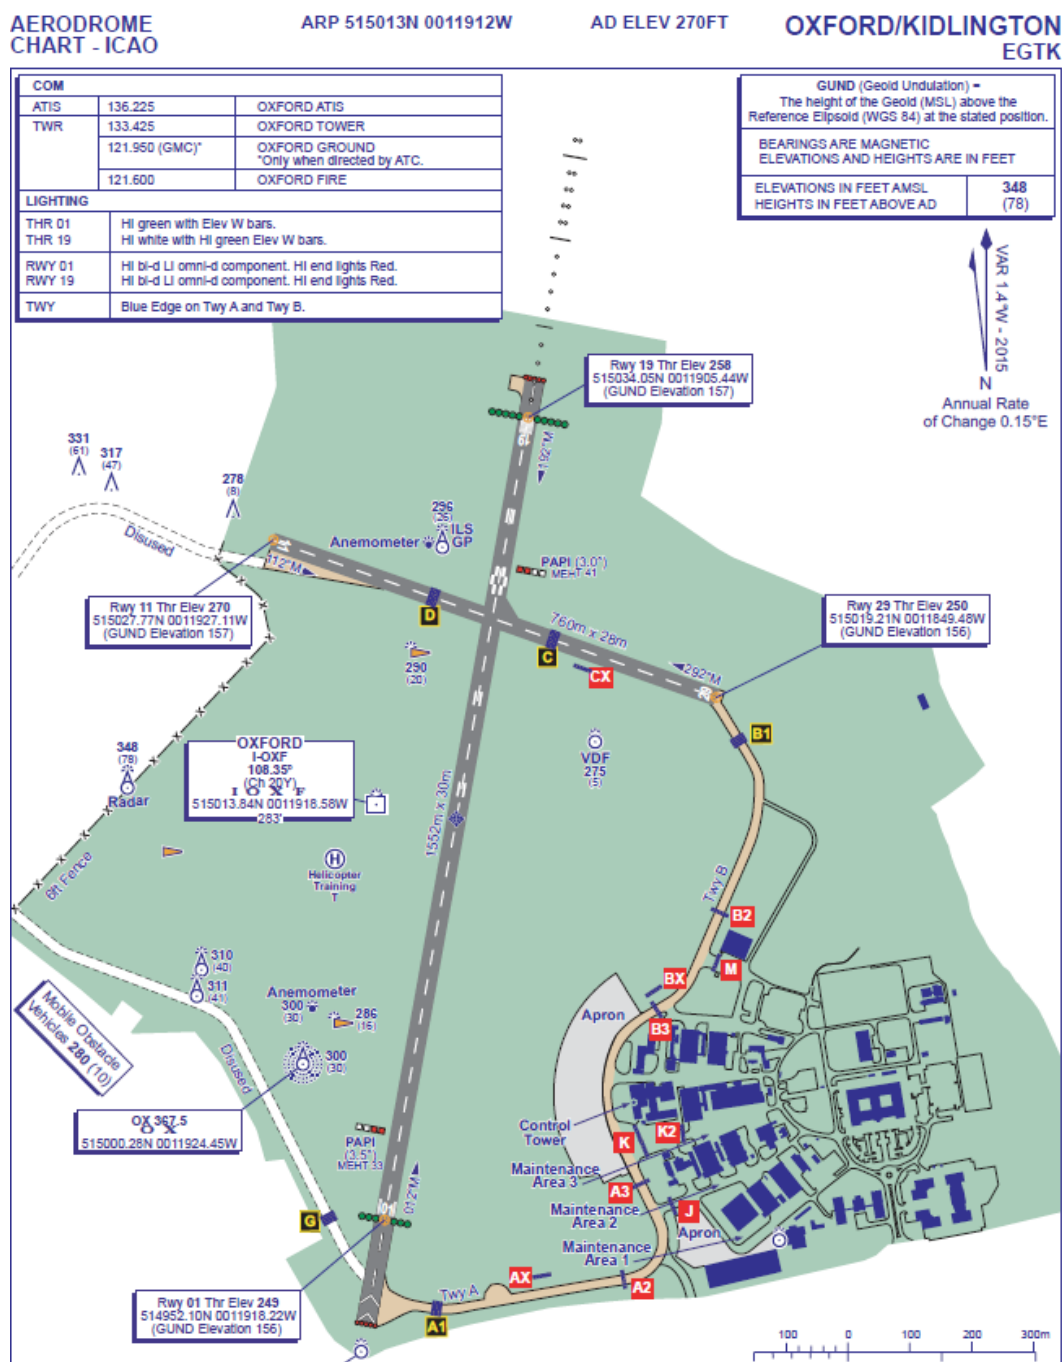 AERODROME
CHART - ICAO
ARP 515013N 0011912W
AD ELEV 270FT
OXFORD/KIDLINGTON
EGTK
COM
ATIS 136.225 OXFORD ATIS
TWR 133.425 OXFORD TOWER
121.950 (GMC)* OXFORD GROUND
*Only when directed by ATC.
121.600 OXFORD FIRE
LIGHTING
THR 01 HI green with Elev W bars.
THR 19 HI white with HI green Elev W bars.
RWY 01 HI bi-d LI omni-d component. HI end lights Red.
RWY 19 HI bi-d LI omni-d component. HI end lights Red.
TWY Blue Edge on Twy A and Twy B.
GUND (Geoid Undulation) =
The height of the Geoid (MSL) above the
Reference Elipsoid (WGS 84) at the stated position.
BEARINGS ARE MAGNETIC
ELEVATIONS AND HEIGHTS ARE IN FEET
ELEVATIONS IN FEET AMSL 348
HEIGHTS IN FEET ABOVE AD (78)
VAR 1.4°W - 2015
N
Annual Rate
of Change 0.15°E
Rwy 19 Thr Elev 258
515034.05N 0011905.44W
(GUND Elevation 157)
19
192°M
331
(61)
317
(47)
278
(8)
Disused
296
(26)
ILS
GP
Anemometer
PAPI (3.0°)
MEHT 41
11
112°M
Rwy 11 Thr Elev 270
515027.77N 0011927.11W
(GUND Elevation 157)
D
760m x 28m
C
CX
292°M
29
Rwy 29 Thr Elev 250
515019.21N 0011849.48W
(GUND Elevation 156)
290
(20)
B1
VDF
275
(5)
348
(78)
Radar
OXFORD
I-OXF
108.35ᴾ
(Ch 20Y)
I O X F
515013.84N 0011918.58W
283'
1552m x 30m
6ft Fence
H
Helicopter
Training
T
Twy B
B2
M
310
(40)
311
(41)
Mobile Obstacle
Vehicles 280 (10)
Anemometer
300
(30)
286
(16)
300
(30)
Disused
BX
Apron
B3
OX 367.5
O X
515000.28N 0011924.45W
PAPI
(3.5°)
MEHT 33
012°M
Control
Tower
K
K2
Maintenance
Area 3
A3
Maintenance
Area 2
J
Apron
Maintenance
Area 1
G
01
AX
A2
Twy A
A1
Rwy 01 Thr Elev 249
514952.10N 0011918.22W
(GUND Elevation 156)
100 0 100 200 300m